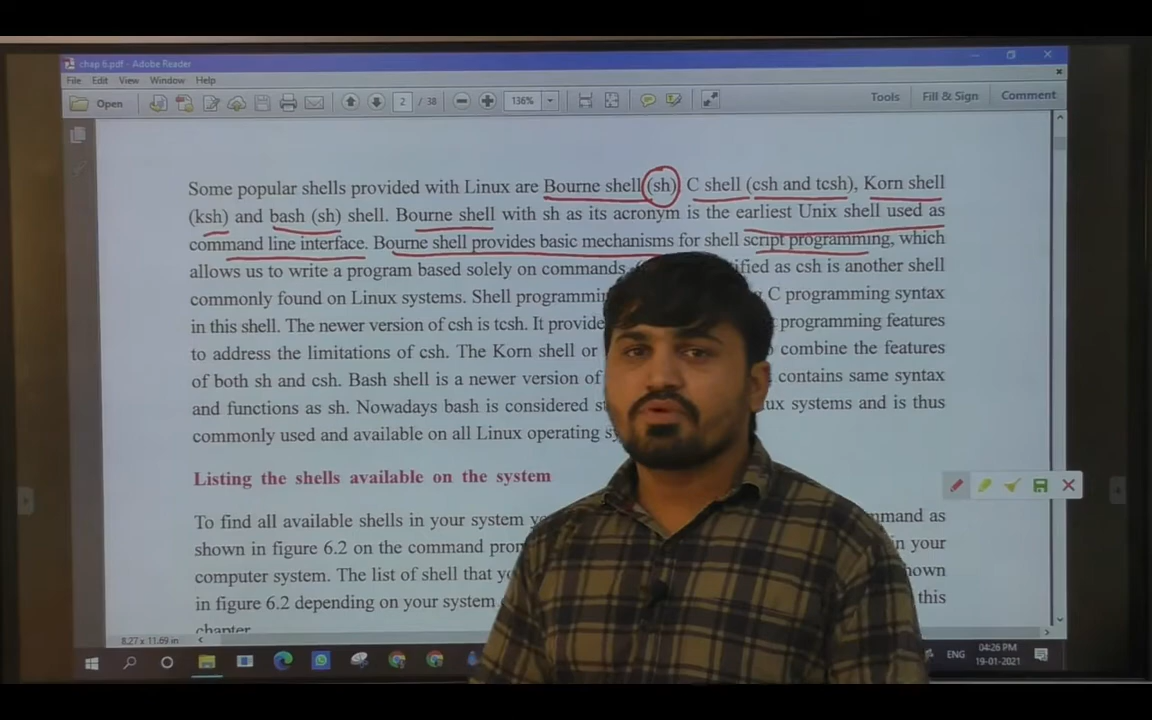 chap 6.pdf - Adobe Reader
File Edit View Window Help
Open 2 / 38 136% Tools Fill & Sign Comment
Some popular shells provided with Linux are Bourne shell (sh) C shell (csh and tcsh), Korn shell
(ksh) and bash (sh) shell. Bourne shell with sh as its acronym is the earliest Unix shell used as
command line interface. Bourne shell provides basic mechanisms for shell script programming, which
allows us to write a program based solely on commands. as csh is another shell
commonly found on Linux systems. Shell C programming syntax
in this shell. The newer version of csh is tcsh. It programming features
to address the limitations of csh. The Korn shell or combine the features
of both sh and csh. Bash shell is a newer version of contains same syntax
and functions as sh. Nowadays bash is considered systems and is thus
commonly used and available on all Linux operating
Listing the shells available on the system
To find all available shells in your system as
shown in figure 6.2 on the command in your
computer system. The list of shell that
in figure 6.2 depending on your system this
chapter
8.27 x 11.69 in
ENG 04:26 PM
19-01-2021